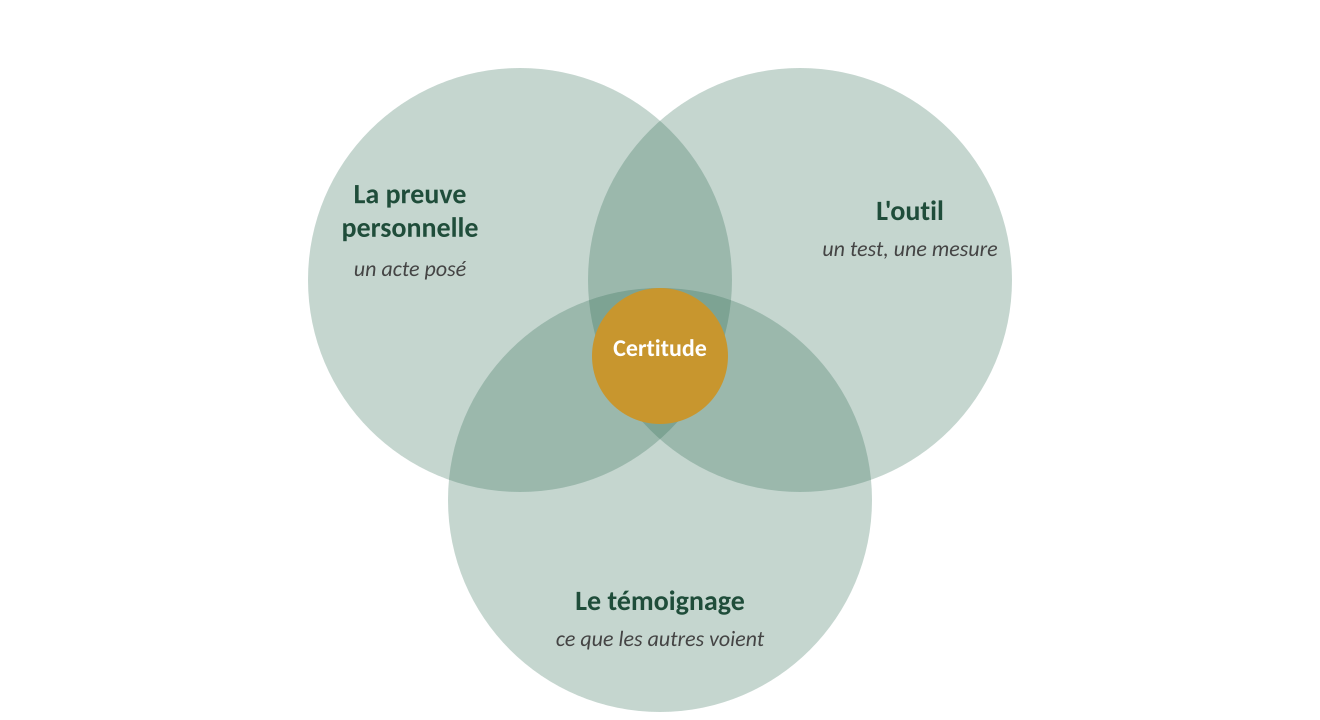 La preuve
personnelle
un acte posé
L'outil
un test, une mesure
Certitude
Le témoignage
ce que les autres voient